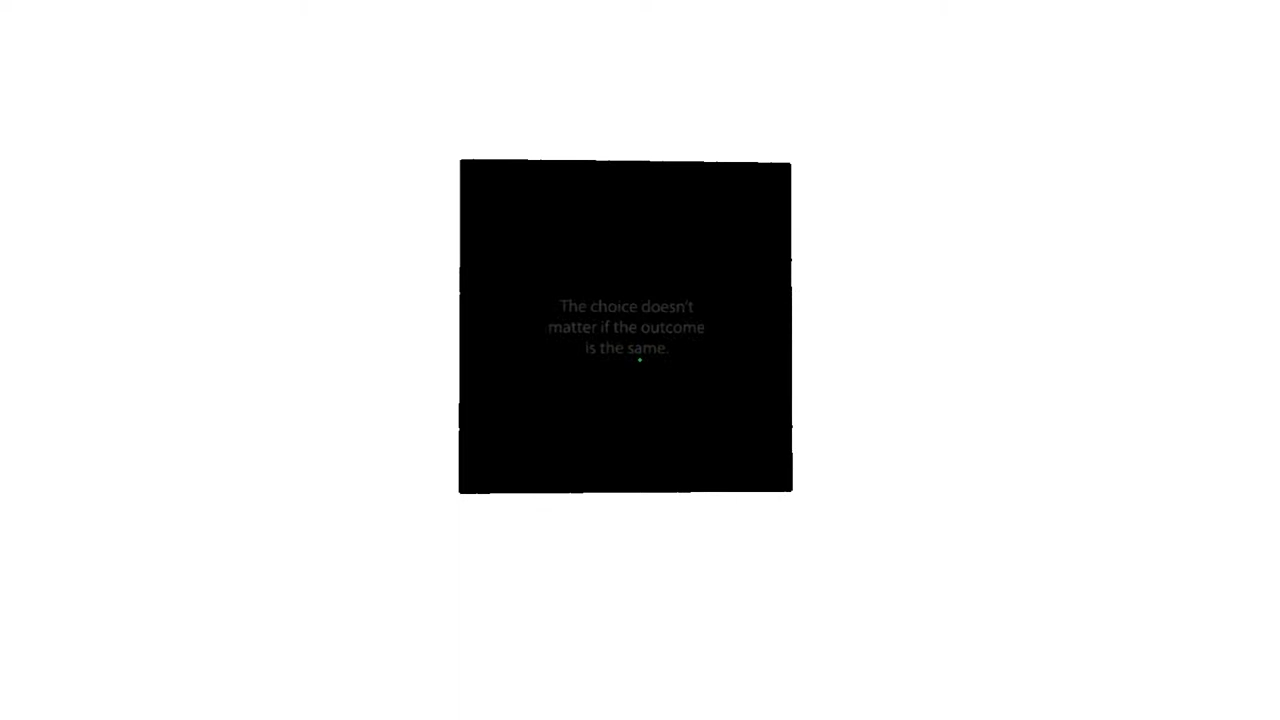 The choice doesn't
matter if the outcome
is the same.